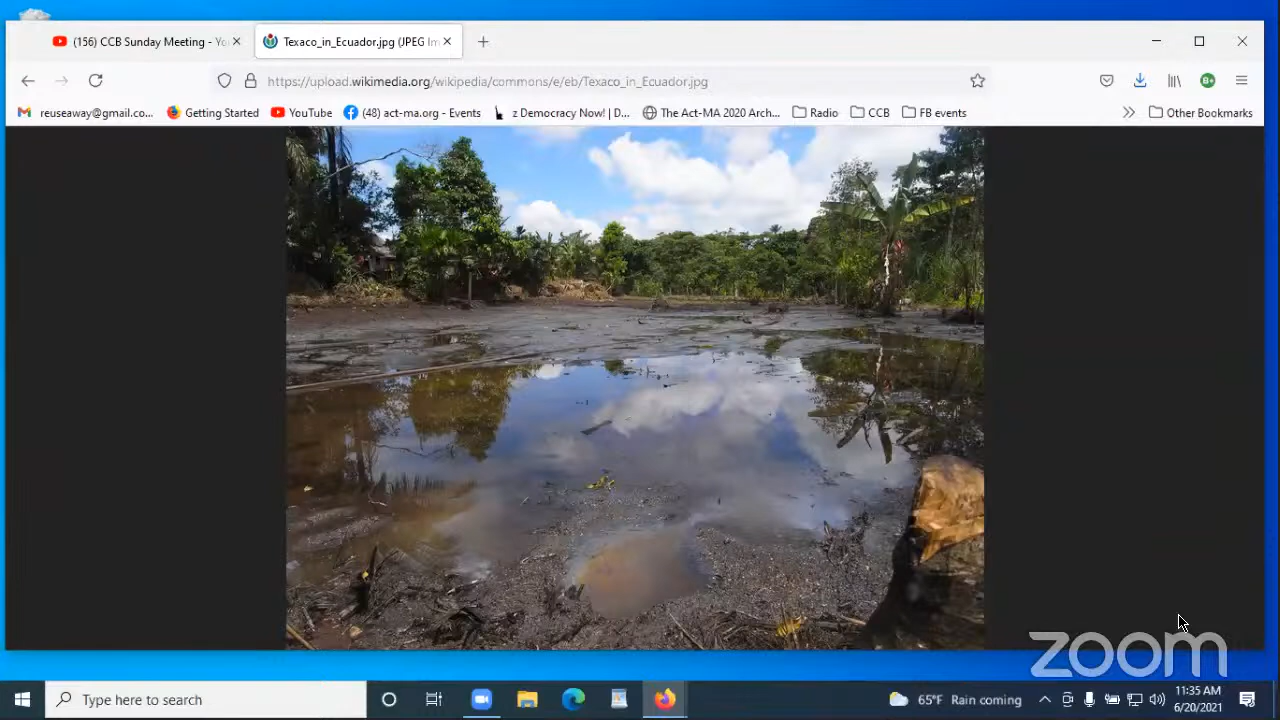 (156) CCB Sunday Meeting - Yo
Texaco_in_Ecuador.jpg (JPEG Im
https://upload.wikimedia.org/wikipedia/commons/e/eb/Texaco_in_Ecuador.jpg
B+
reuseaway@gmail.co...
Getting Started
YouTube
(48) act-ma.org - Events
z Democracy Now! | D...
The Act-MA 2020 Arch...
Radio
CCB
FB events
Other Bookmarks
zoom
Type here to search
65°F Rain coming
11:35 AM
6/20/2021